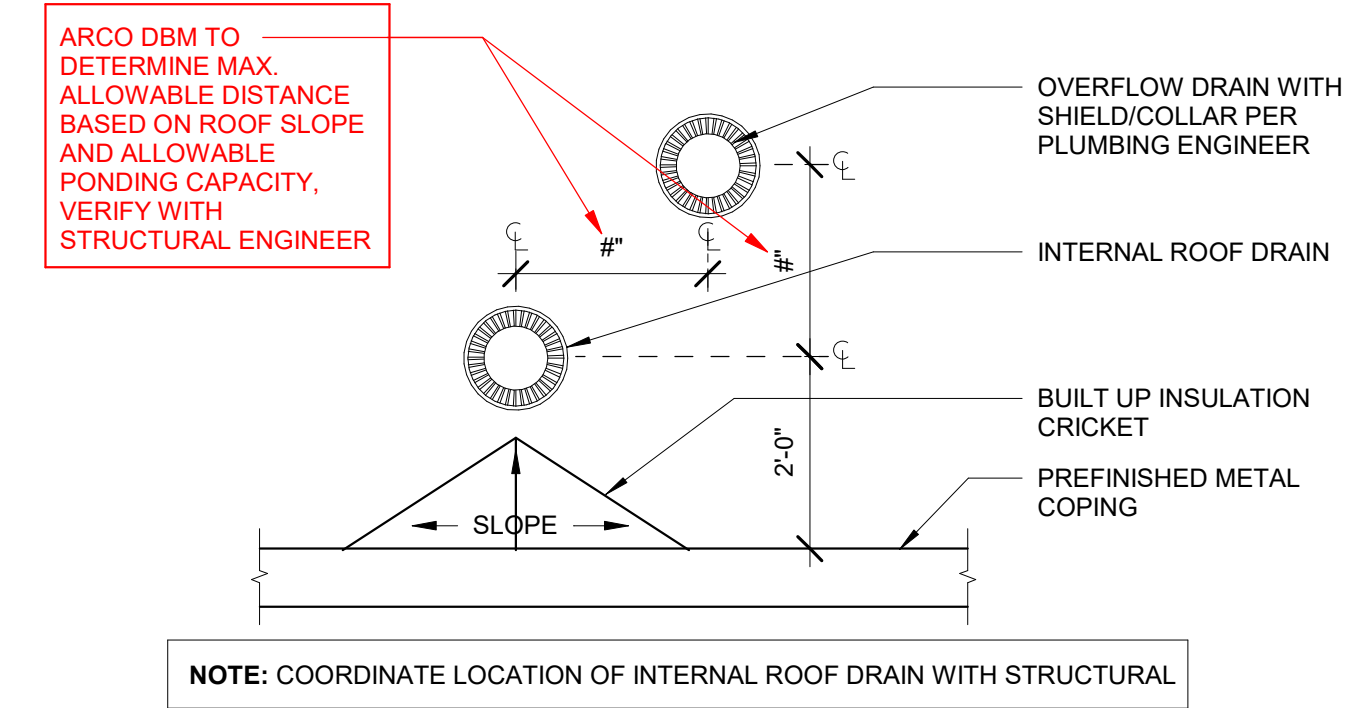 ARCO DBM TO
DETERMINE MAX.
ALLOWABLE DISTANCE
BASED ON ROOF SLOPE
AND ALLOWABLE
PONDING CAPACITY,
VERIFY WITH
STRUCTURAL ENGINEER
OVERFLOW DRAIN WITH
SHIELD/COLLAR PER
PLUMBING ENGINEER
℄
℄
#"
℄
#"
INTERNAL ROOF DRAIN
℄
BUILT UP INSULATION
CRICKET
2'-0"
PREFINISHED METAL
COPING
SLOPE
NOTE: COORDINATE LOCATION OF INTERNAL ROOF DRAIN WITH STRUCTURAL